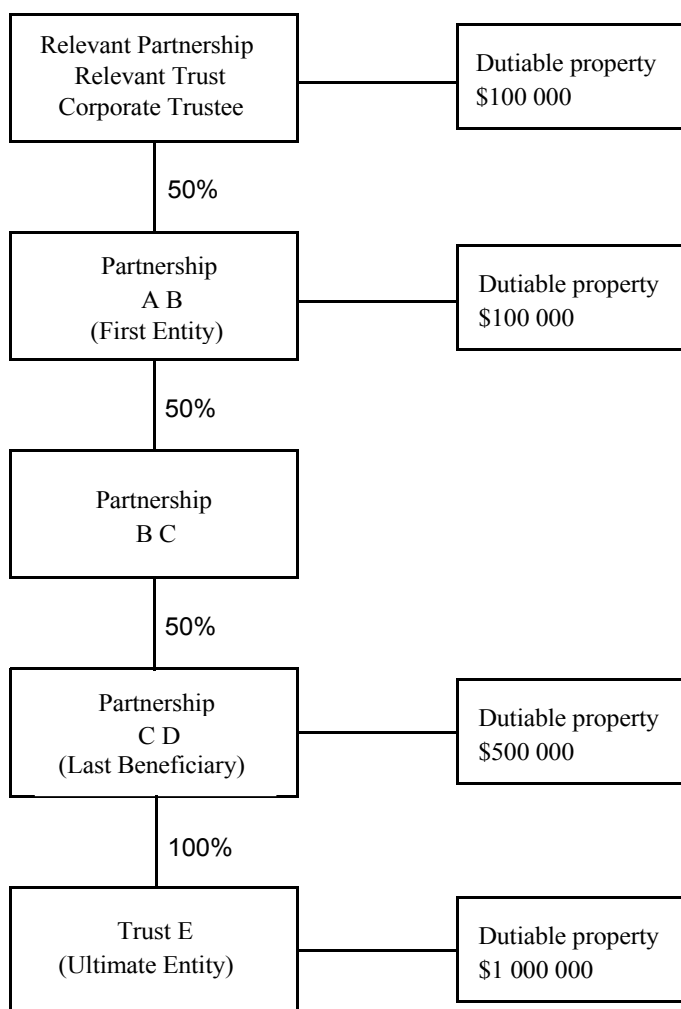 Relevant Partnership
Relevant Trust
Corporate Trustee
Dutiable property
$100 000
50%
Partnership
A B
(First Entity)
Dutiable property
$100 000
50%
Partnership
B C
50%
Partnership
C D
(Last Beneficiary)
Dutiable property
$500 000
100%
Trust E
(Ultimate Entity)
Dutiable property
$1 000 000